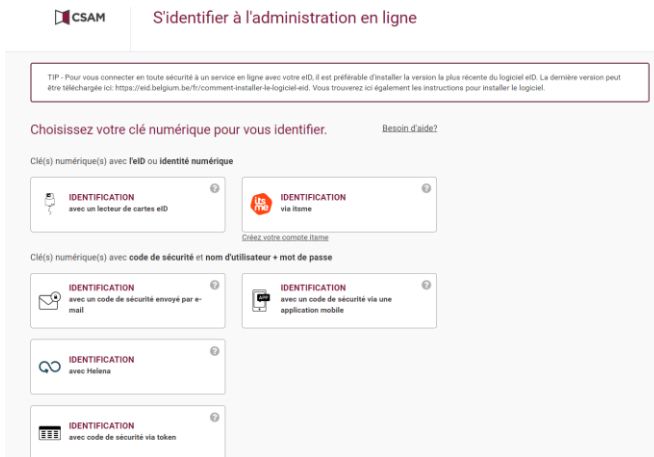 CSAM
S'identifier à l'administration en ligne
TIP - Pour vous connecter en toute sécurité à un service en ligne avec votre eID, il est préférable d'installer la version la plus récente du logiciel eID. La dernière version peut
être téléchargée ici: https://eid.belgium.be/fr/comment-installer-le-logiciel-eid. Vous trouverez ici également les instructions pour installer le logiciel.
Choisissez votre clé numérique pour vous identifier.
Besoin d'aide?
Clé(s) numérique(s) avec l'eID ou identité numérique
?
IDENTIFICATION
avec un lecteur de cartes eID
?
its
me
IDENTIFICATION
via itsme
Créez votre compte itsme
Clé(s) numérique(s) avec code de sécurité et nom d'utilisateur + mot de passe
?
IDENTIFICATION
avec un code de sécurité envoyé par e-
mail
?
APP
IDENTIFICATION
avec un code de sécurité via une
application mobile
?
IDENTIFICATION
avec Helena
?
IDENTIFICATION
avec code de sécurité via token